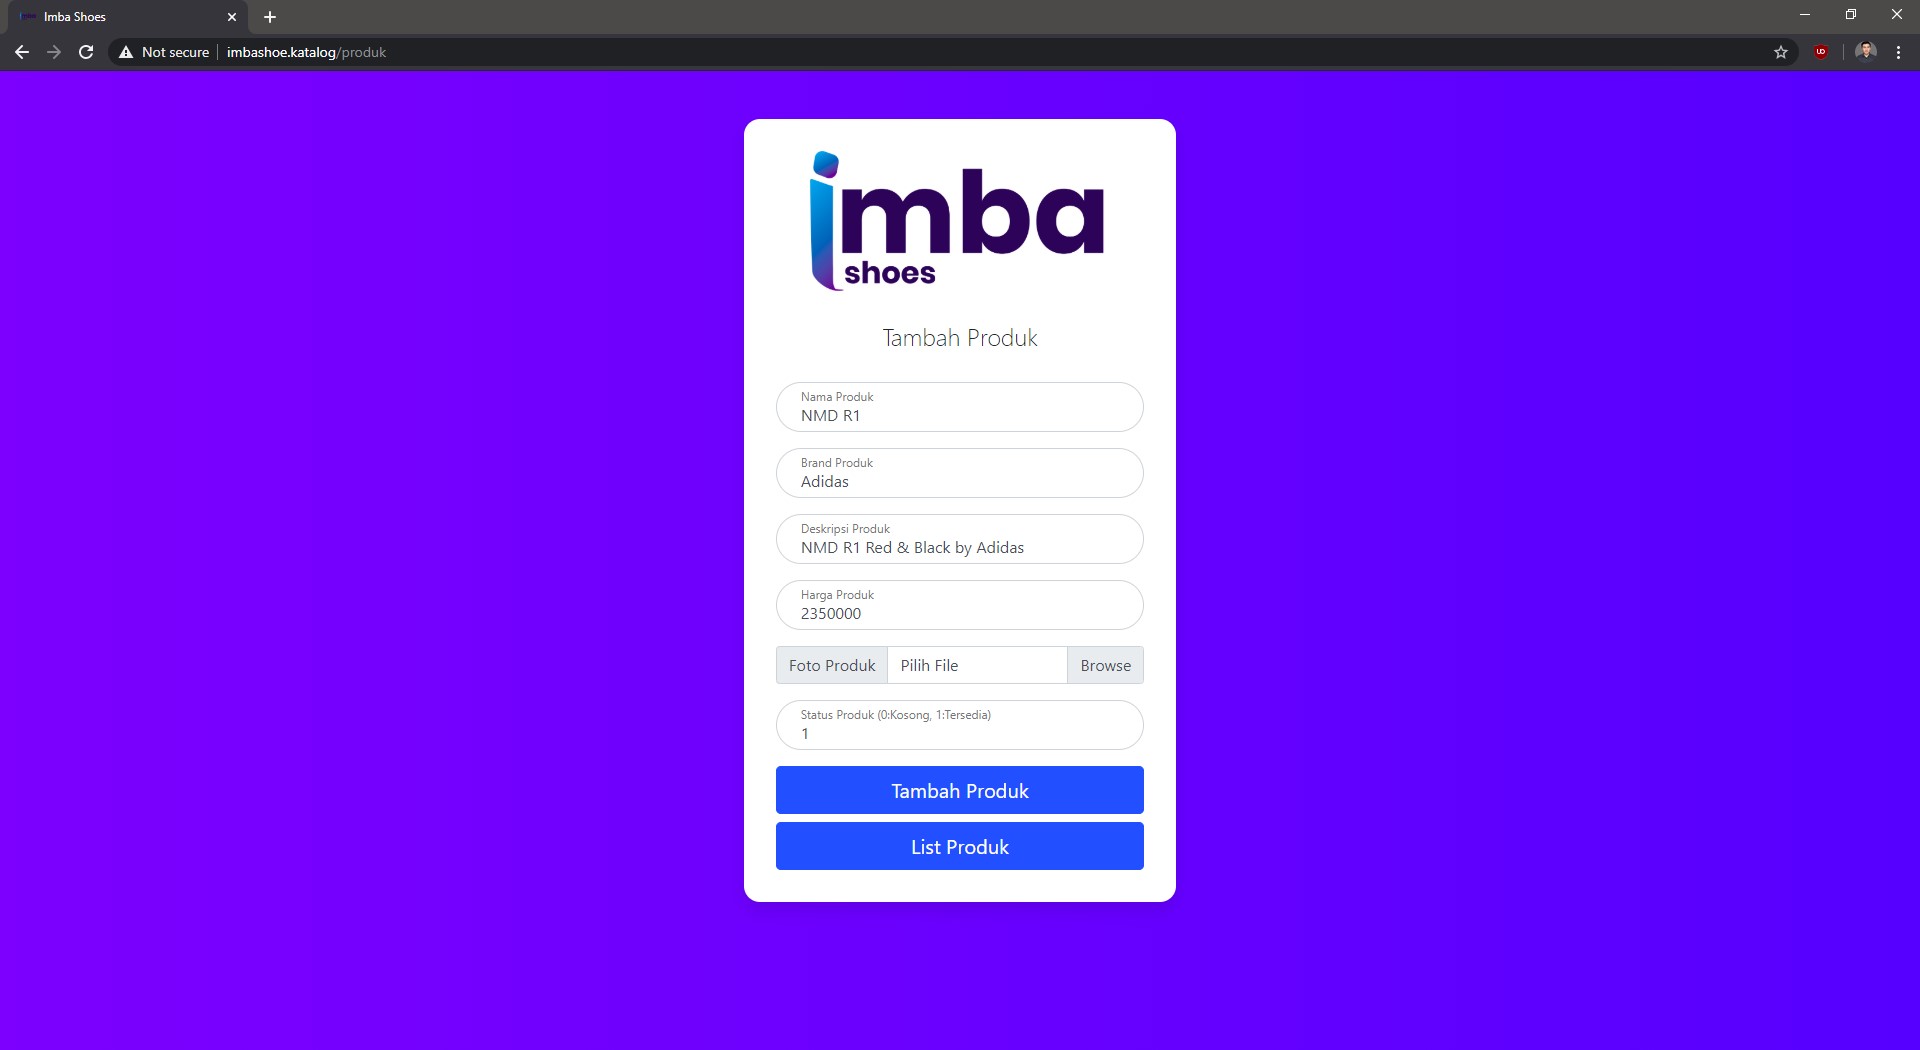 Imba Shoes
Not secure
imbashoe.katalog/produk
imba
shoes
Tambah Produk
Nama Produk
NMD R1
Brand Produk
Adidas
Deskripsi Produk
NMD R1 Red & Black by Adidas
Harga Produk
2350000
Foto Produk Pilih File Browse
Status Produk (0:Kosong, 1:Tersedia)
1
Tambah Produk
List Produk